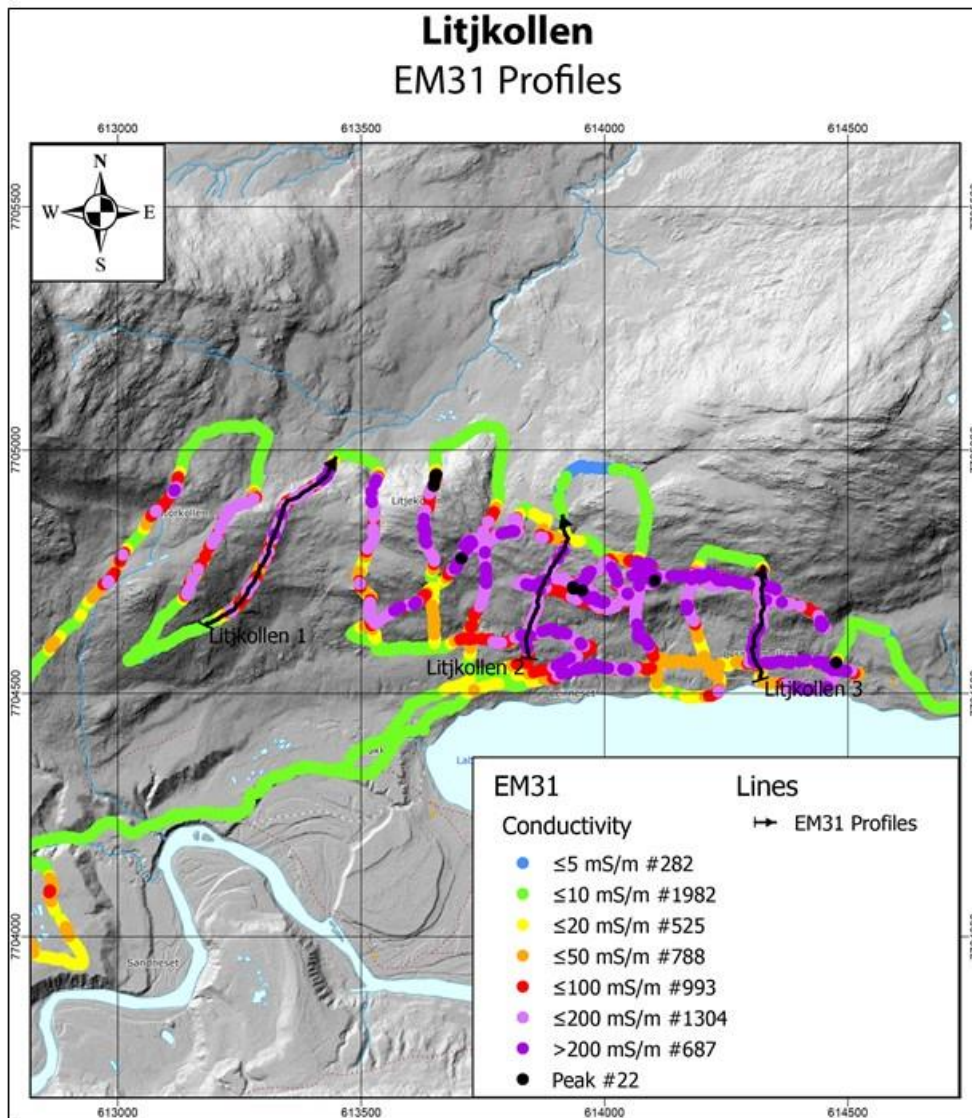 Litjkollen
EM31 Profiles
613000 613500 614000 614500
N
W E
S
7705500
7705000
7704500
7704000
Litjkollen 1
Litjkollen 2
Litjkollen 3
Sandneset
EM31
Lines
Conductivity
EM31 Profiles
≤5 mS/m #282
≤10 mS/m #1982
≤20 mS/m #525
≤50 mS/m #788
≤100 mS/m #993
≤200 mS/m #1304
>200 mS/m #687
Peak #22
613000 613500 614000 614500